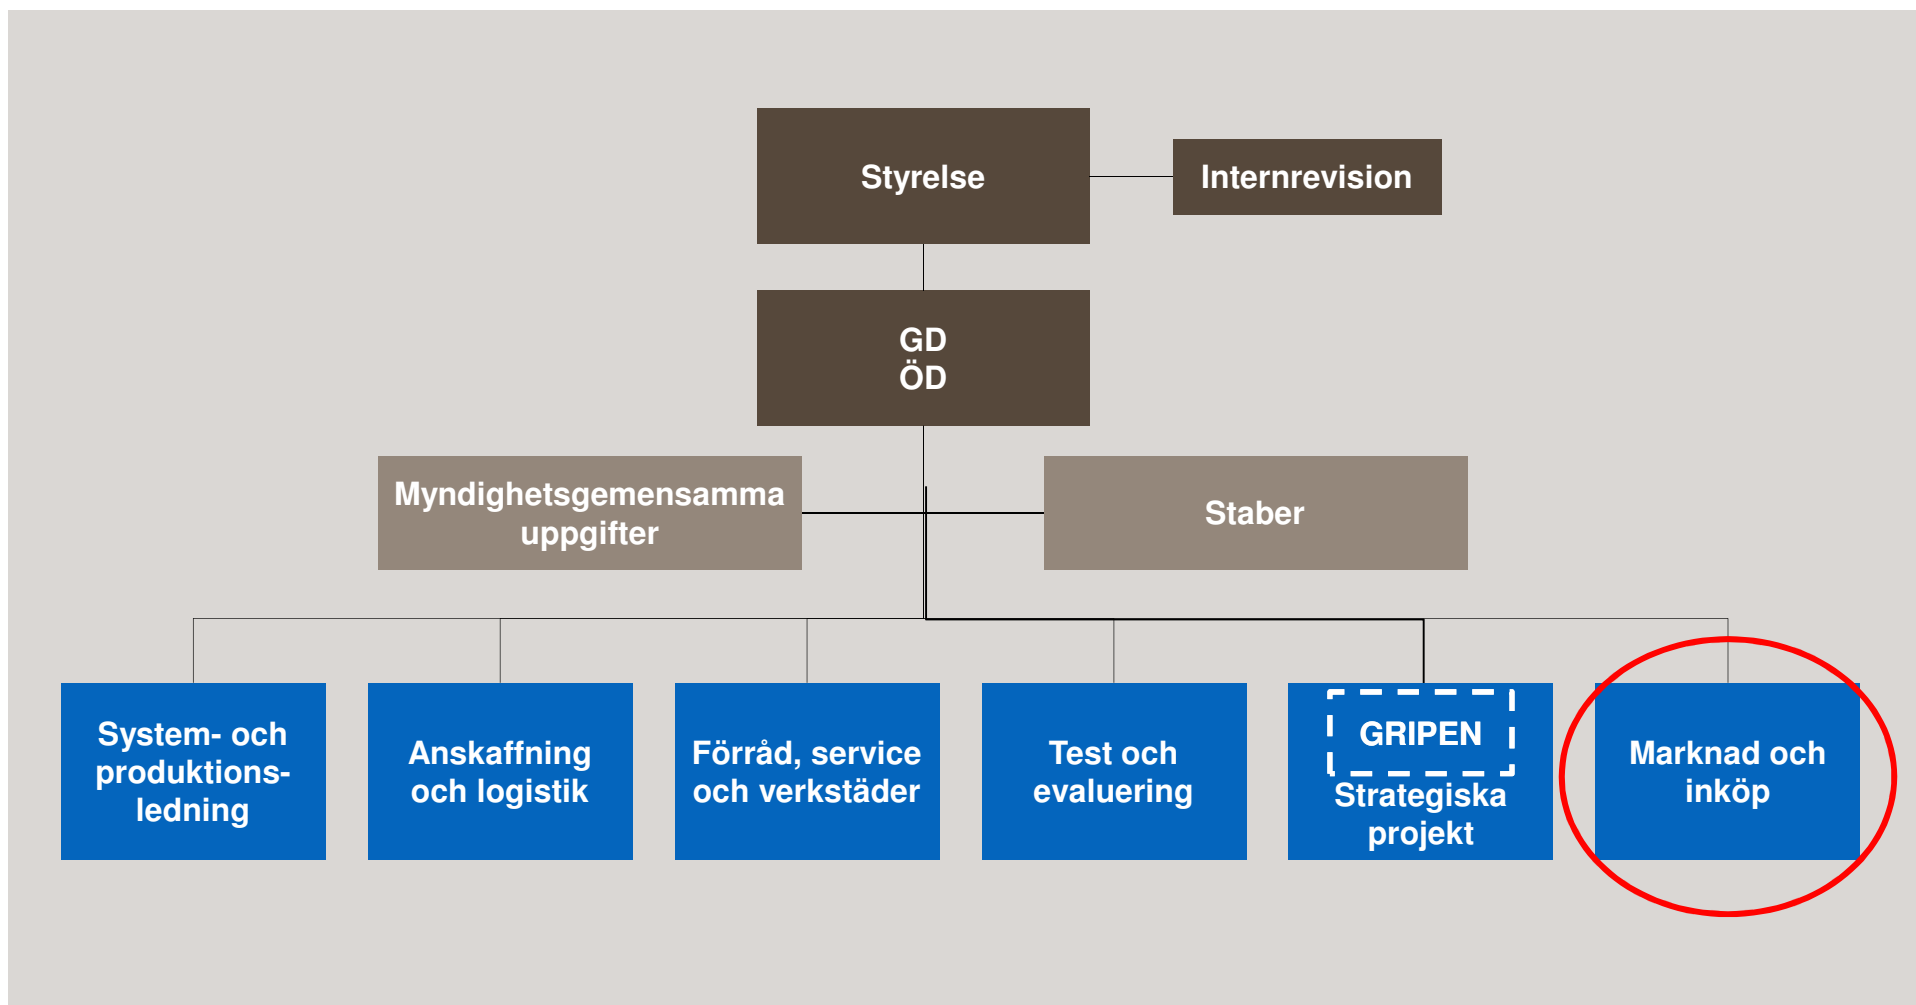 Styrelse
Internrevision
GD
ÖD
Myndighetsgemensamma
uppgifter
Staber
System- och
produktions-
ledning
Anskaffning
och logistik
Förråd, service
och verkstäder
Test och
evaluering
GRIPEN
Strategiska
projekt
Marknad och
inköp